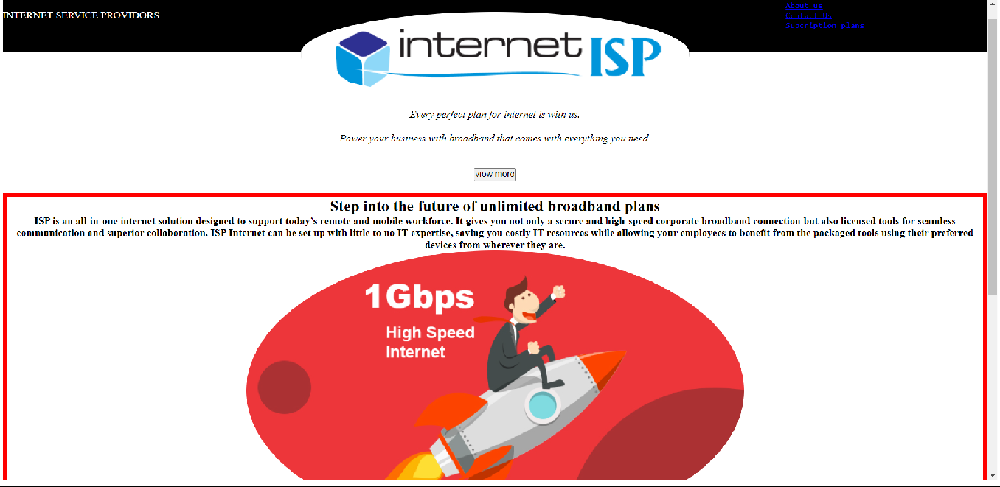 INTERNET SERVICE PROVIDORS
About us
Contact Us
Subcription plans
internet ISP
Every perfect plan for internet is with us.
Power your business with broadband that comes with everything you need.
view more
Step into the future of unlimited broadband plans
ISP is an all-in-one internet solution designed to support today's remote and mobile workforce. It gives you not only a secure and high-speed corporate broadband connection but also licensed tools for seamless
communication and superior collaboration. ISP Internet can be set up with little to no IT expertise, saving you costly IT resources while allowing your employees to benefit from the packaged tools using their preferred
devices from wherever they are.
1Gbps
High Speed
Internet